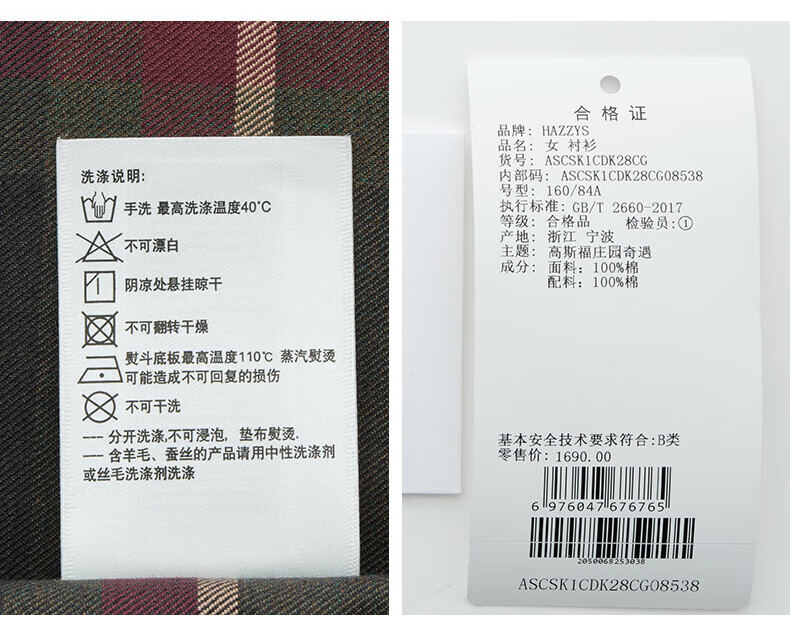 洗涤说明:
手洗 最高洗涤温度40℃
不可漂白
阴凉处悬挂晾干
不可翻转干燥
熨斗底板最高温度110℃ 蒸汽熨烫
可能造成不可回复的损伤
不可干洗
--- 分开洗涤,不可浸泡, 垫布熨烫.
--- 含羊毛、蚕丝的产品请用中性洗涤剂
或丝毛洗涤剂洗涤
合格证
品牌: HAZZYS
品名: 女 衬衫
货号: ASCSK1CDK28CG
内部码: ASCSK1CDK28CG08538
号型: 160/84A
执行标准: GB/T 2660-2017
等级: 合格品 检验员:①
产地: 浙江 宁波
主题: 高斯福庄园奇遇
成分: 面料: 100%棉
配料: 100%棉
基本安全技术要求符合:B类
零售价: 1690.00
6 976047 676765
2050068253038
ASCSK1CDK28CG08538